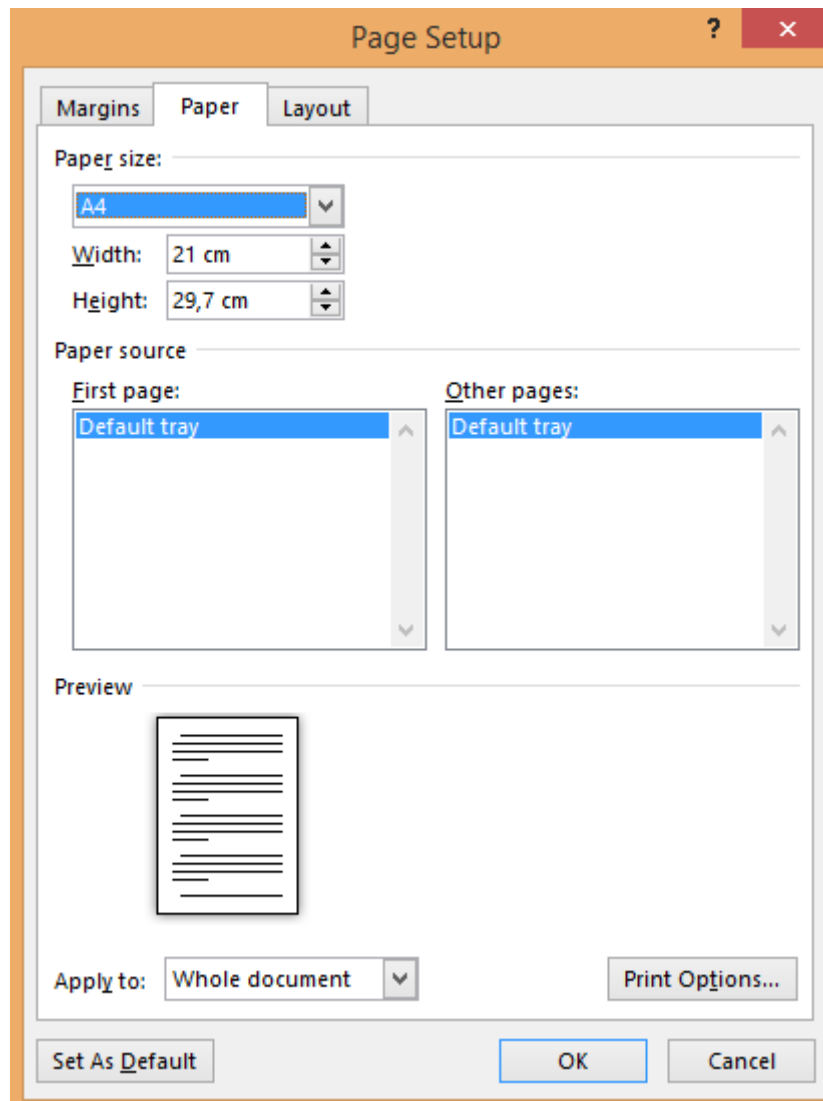 Page Setup ? ×
Margins Paper Layout
Paper size:
A4
Width: 21 cm
Height: 29,7 cm
Paper source
First page: Other pages:
Default tray Default tray
Preview
Apply to: Whole document Print Options...
Set As Default OK Cancel